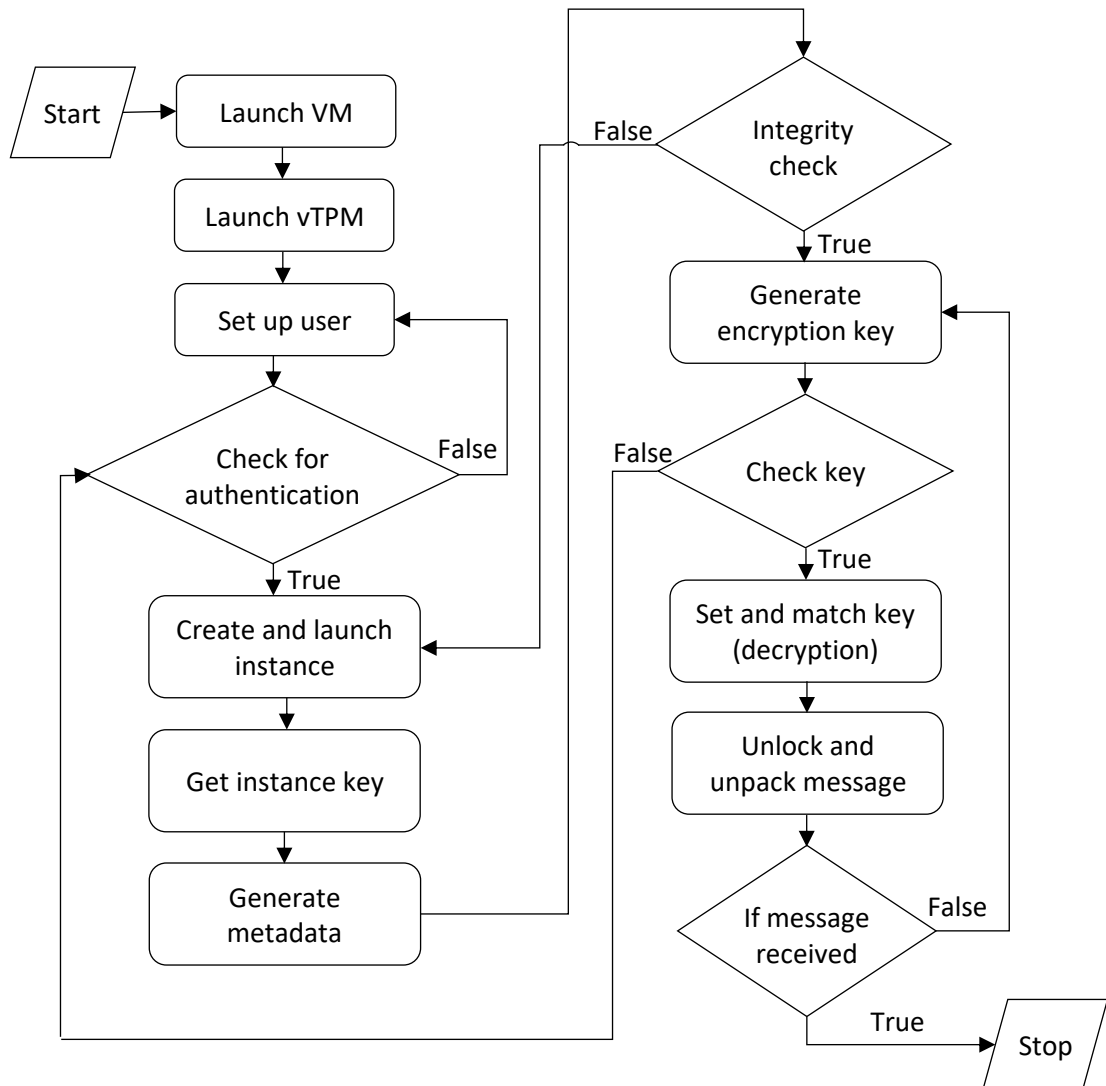 Start
Launch VM
Launch vTPM
Set up user
Check for
authentication
False
True
Create and launch
instance
Get instance key
Generate
metadata
Integrity
check
False
True
Generate
encryption key
Check key
False
True
Set and match key
(decryption)
Unlock and
unpack message
If message
received
False
True
Stop